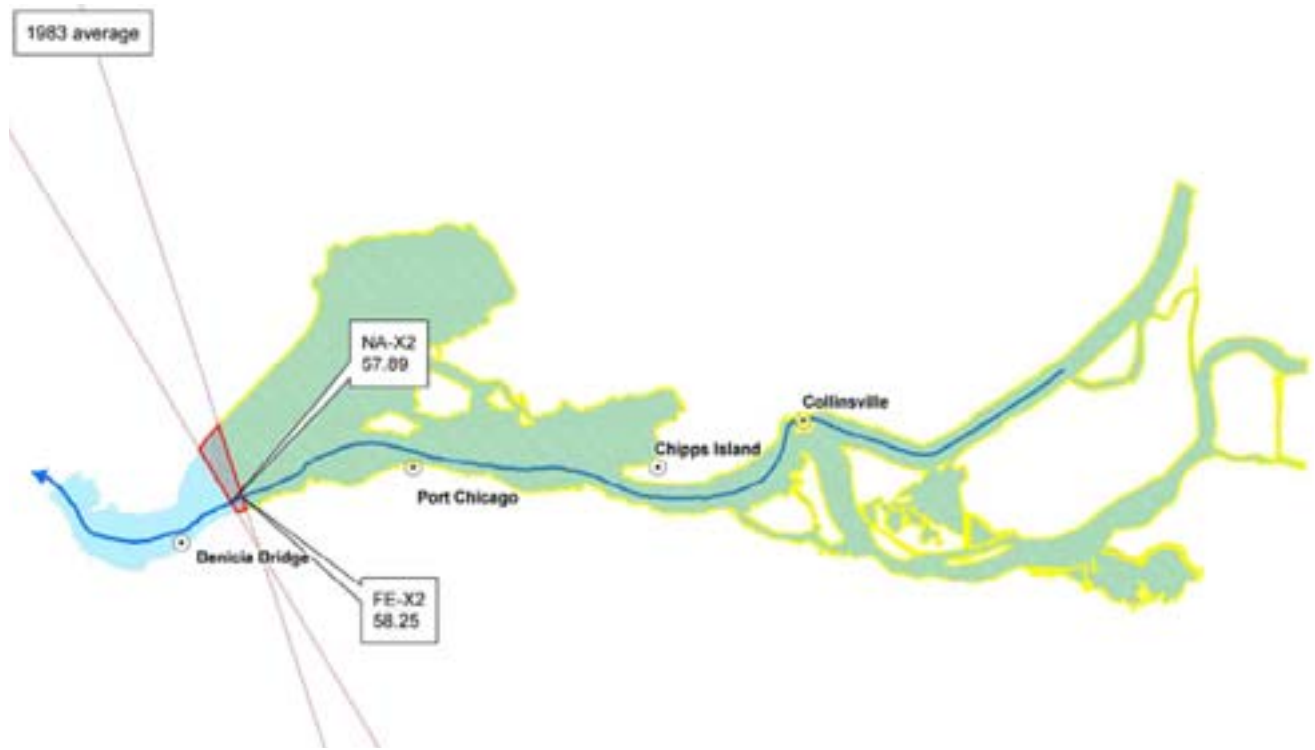 1983 average
NA-X2
57.89
Collinsville
Chipps Island
Port Chicago
Benicia Bridge
FE-X2
58.25